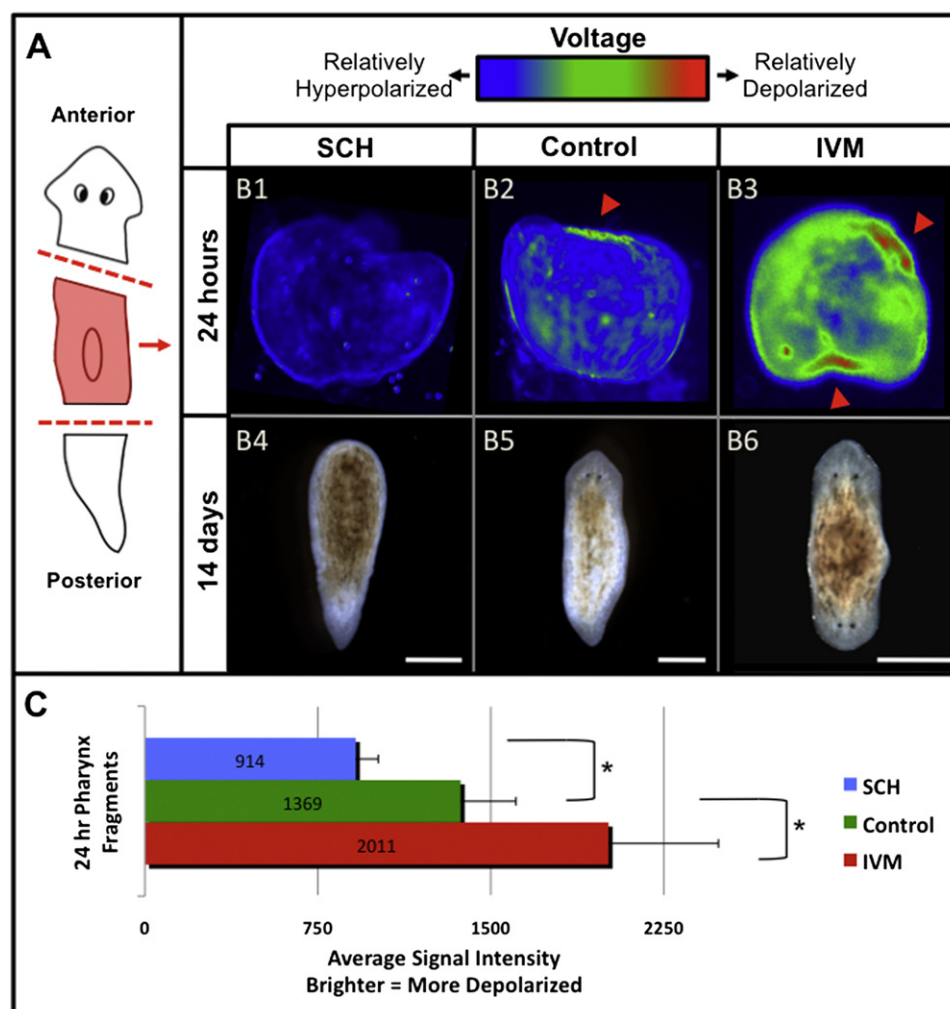 A
Anterior
Posterior
Voltage
Relatively
Hyperpolarized
Relatively
Depolarized
SCH
Control
IVM
24 hours
B1
B2
B3
14 days
B4
B5
B6
C
24 hr Pharynx
Fragments
914
1369
2011
*
*
SCH
Control
IVM
0
750
1500
2250
Average Signal Intensity
Brighter = More Depolarized